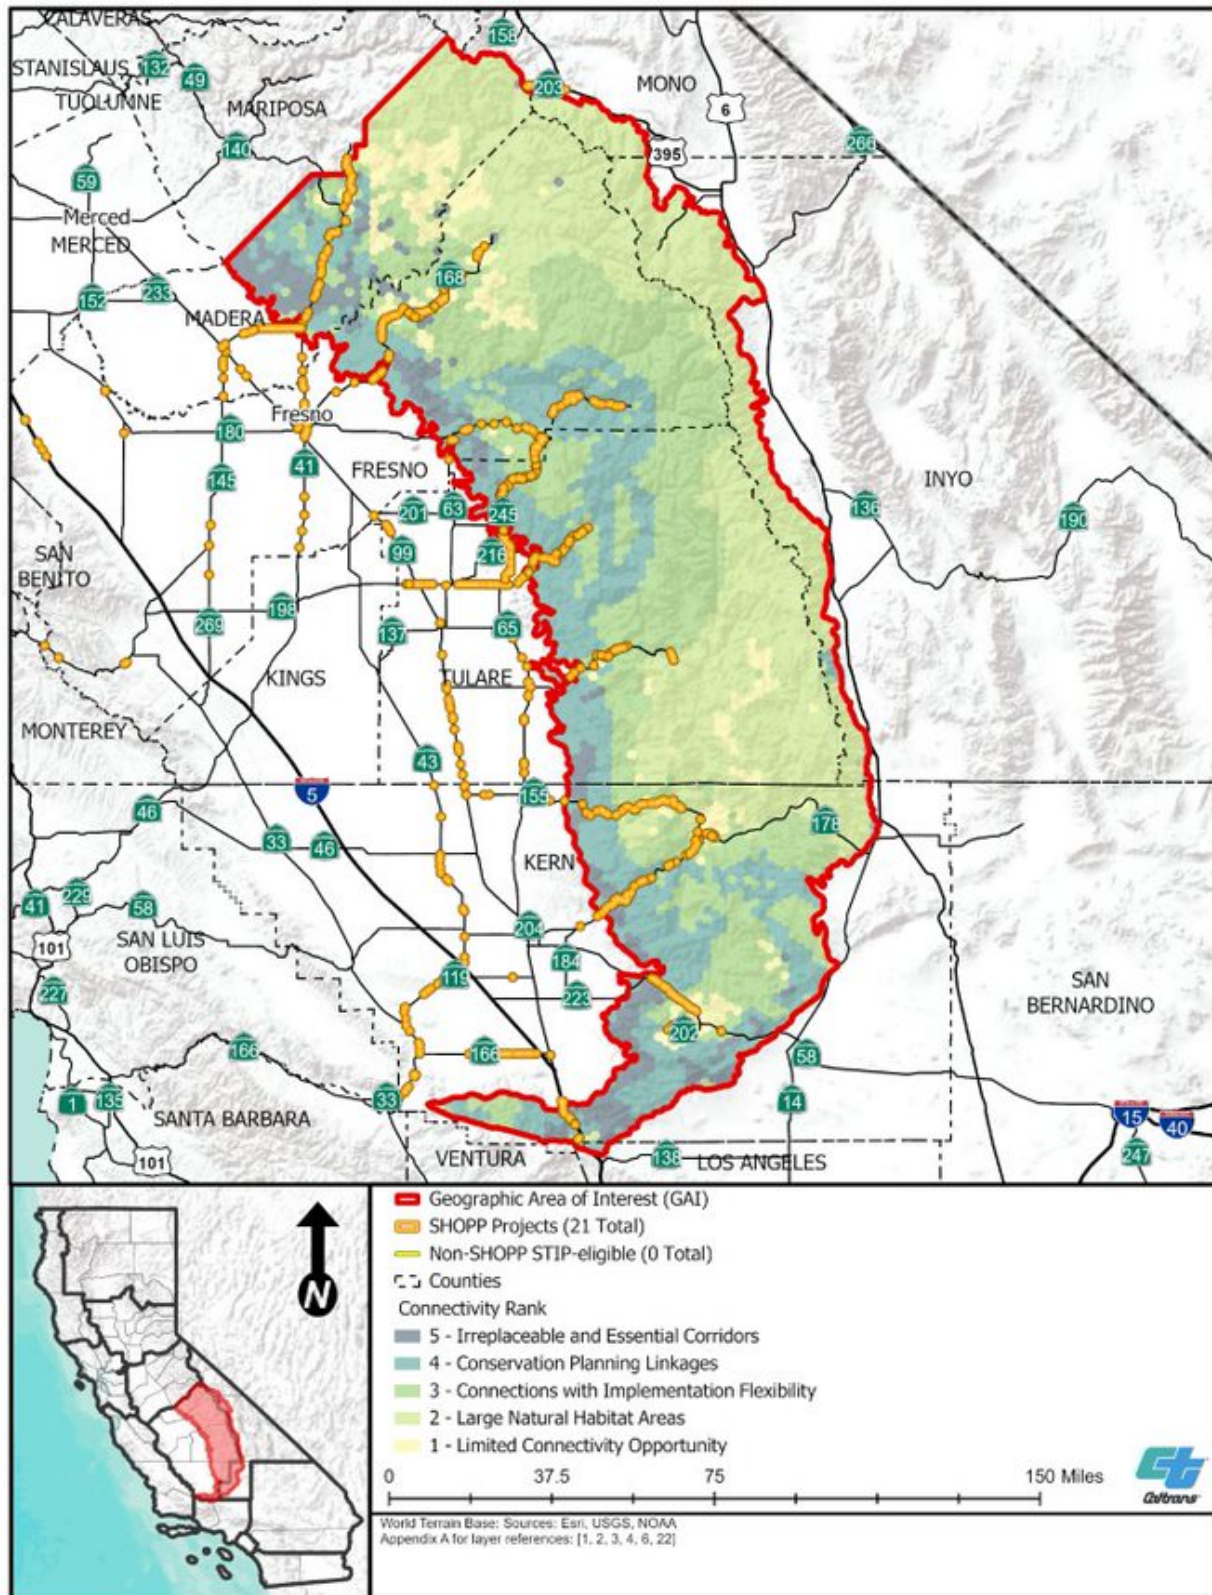 CALAVERAS
158
STANISLAUS
132
49
203
MONO
TUOLUMNE
MARIPOSA
6
140
395
266
59
Merced
MERCED
168
152
233
MADERA
Fresno
180
41
FRESNO
INYO
145
201
63
245
136
190
SAN
BENITO
99
216
269
198
137
65
KINGS
TULARE
MONTEREY
43
5
155
46
178
33
46
KERN
41
229
58
204
101
SAN LUIS
OBISPO
184
119
223
SAN
BERNARDINO
227
202
166
166
58
1
135
33
14
15
40
SANTA BARBARA
101
VENTURA
138
LOS ANGELES
247
N
Geographic Area of Interest (GAI)
SHOPP Projects (21 Total)
Non-SHOPP STIP-eligible (0 Total)
Counties
Connectivity Rank
5 - Irreplaceable and Essential Corridors
4 - Conservation Planning Linkages
3 - Connections with Implementation Flexibility
2 - Large Natural Habitat Areas
1 - Limited Connectivity Opportunity
0 37.5 75 150 Miles
Caltrans
World Terrain Base: Sources: Esri, USGS, NOAA
Appendix A for layer references: [1, 2, 3, 4, 6, 22]